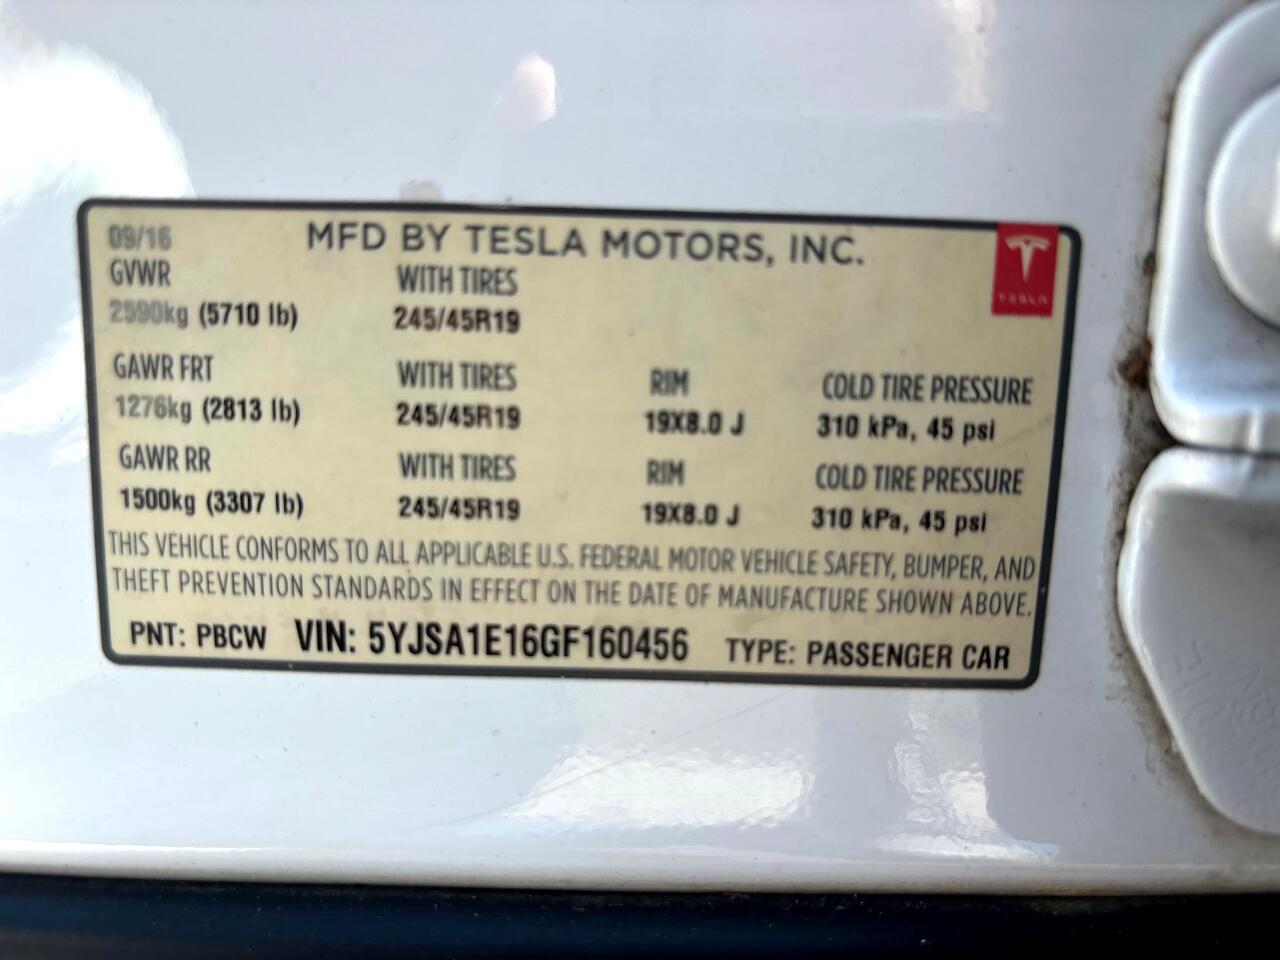 09/16 MFD BY TESLA MOTORS, INC.
GVWR WITH TIRES TESLA
2590kg (5710 lb) 245/45R19
GAWR FRT WITH TIRES RIM COLD TIRE PRESSURE
1276kg (2813 lb) 245/45R19 19X8.0 J 310 kPa, 45 psi
GAWR RR WITH TIRES RIM COLD TIRE PRESSURE
1500kg (3307 lb) 245/45R19 19X8.0 J 310 kPa, 45 psi
THIS VEHICLE CONFORMS TO ALL APPLICABLE U.S. FEDERAL MOTOR VEHICLE SAFETY, BUMPER, AND
THEFT PREVENTION STANDARDS IN EFFECT ON THE DATE OF MANUFACTURE SHOWN ABOVE.
PNT: PBCW VIN: 5YJSA1E16GF160456 TYPE: PASSENGER CAR